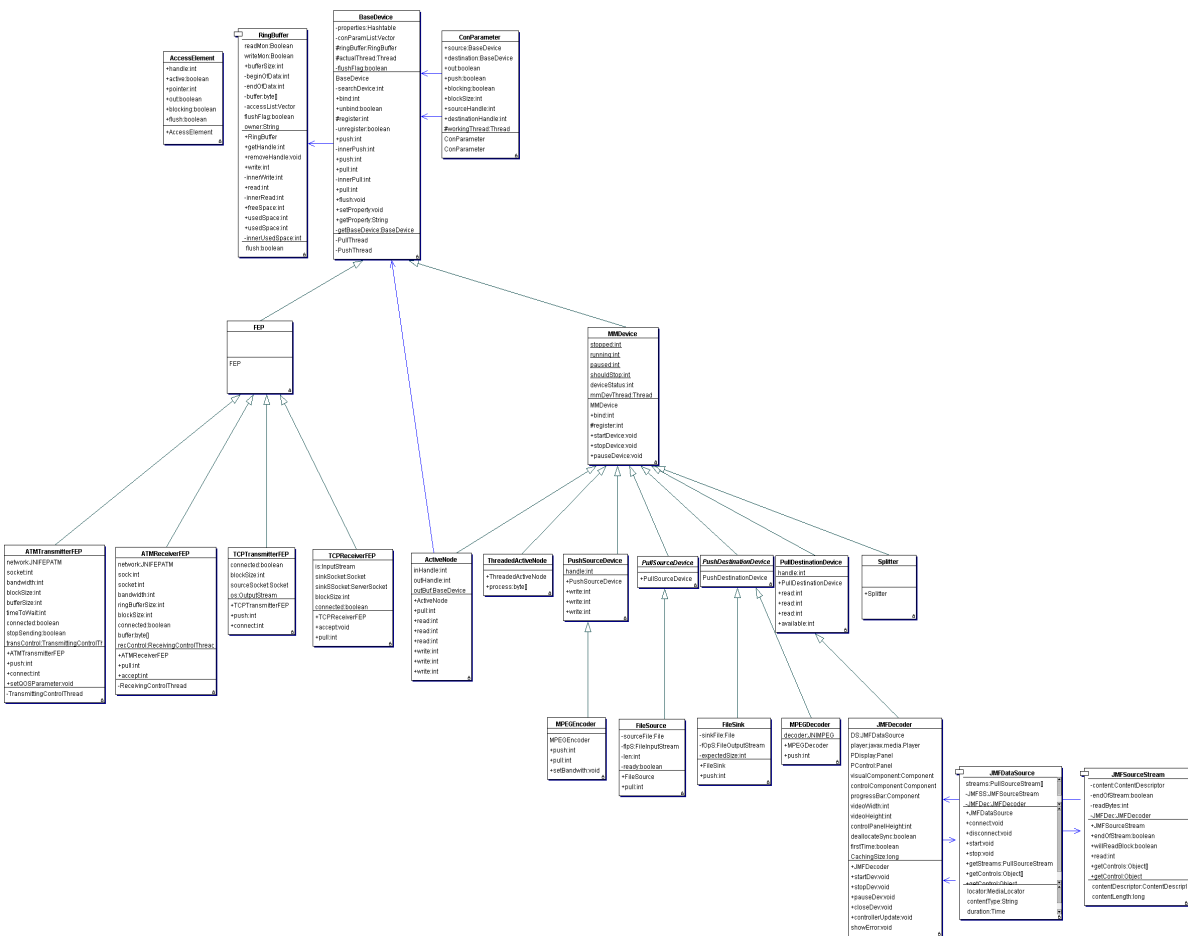 BaseDevice
-properties:Hashtable
-conParamList:Vector
#ringBuffer:RingBuffer
#actualThread:Thread
-flushFlag:boolean
BaseDevice
-searchDevice:int
+bind:int
+unbind:boolean
#register:int
-unregister:boolean
+push:int
-innerPush:int
+push:int
+pull:int
-innerPull:int
+pull:int
+flush:void
+setProperty:void
+getProperty:String
-getBaseDevice:BaseDevice
-PullThread
-PushThread
RingBuffer
readMon:Boolean
writeMon:Boolean
+bufferSize:int
-beginOfData:int
-endOfData:int
-buffer:byte[]
-accessList:Vector
flushFlag:boolean
owner:String
+RingBuffer
+getHandle:int
+removeHandle:void
+write:int
-innerWrite:int
+read:int
-innerRead:int
+freeSpace:int
+usedSpace:int
+usedSpace:int
-innerUsedSpace:int
flush:boolean
ConParameter
+source:BaseDevice
+destination:BaseDevice
+out:boolean
+push:boolean
+blocking:boolean
+blockSize:int
+sourceHandle:int
+destinationHandle:int
#workingThread:Thread
ConParameter
ConParameter
AccessElement
+handle:int
+active:boolean
+pointer:int
+out:boolean
+blocking:boolean
+flush:boolean
+AccessElement
FEP
FEP
MMDevice
stopped:int
running:int
paused:int
shouldStop:int
deviceStatus:int
mmDevThread:Thread
MMDevice
+bind:int
#register:int
+startDevice:void
+stopDevice:void
+pauseDevice:void
ATMTransmitterFEP
network:JNIFEPATM
socket:int
bandwidth:int
blockSize:int
bufferSize:int
timeToWait:int
connected:boolean
stopSending:boolean
transControl:TransmittingControlT
+ATMTransmitterFEP
+push:int
+connect:int
+setQOSParameter:void
-TransmittingControlThread
ATMReceiverFEP
network:JNIFEPATM
sock:int
socket:int
bandwidth:int
ringBufferSize:int
blockSize:int
connected:boolean
buffer:byte[]
recControl:ReceivingControlThreac
+ATMReceiverFEP
+pull:int
+accept:int
-ReceivingControlThread
TCPTransmitterFEP
connected:boolean
blockSize:int
sourceSocket:Socket
os:OutputStream
+TCPTransmitterFEP
+push:int
+connect:int
TCPReceiverFEP
is:InputStream
sinkSocket:Socket
sinkSSocket:ServerSocket
blockSize:int
connected:boolean
+TCPReceiverFEP
+accept:void
+pull:int
ActiveNode
inHandle:int
outHandle:int
outBuf:BaseDevice
+ActiveNode
+pull:int
+read:int
+read:int
+read:int
+write:int
+write:int
+write:int
ThreadedActiveNode
+ThreadedActiveNode
+process:byte[]
PushSourceDevice
handle:int
+PushSourceDevice
+write:int
+write:int
+write:int
PullSourceDevice
+PullSourceDevice
PushDestinationDevice
PushDestinationDevice
PullDestinationDevice
handle:int
+PullDestinationDevice
+read:int
+read:int
+read:int
+available:int
Splitter
+Splitter
MPEGEncoder
MPEGEncoder
+push:int
+pull:int
+setBandwith:void
FileSource
-sourceFile:File
-fIpS:FileInputStream
-len:int
-ready:boolean
+FileSource
+pull:int
FileSink
-sinkFile:File
-fOpS:FileOutputStream
-expectedSize:int
+FileSink
+push:int
MPEGDecoder
decoder:JNIMPEG
+MPEGDecoder
+push:int
JMFDecoder
DS:JMFDataSource
player:javax.media.Player
PDisplay:Panel
PControl:Panel
visualComponent:Component
controlComponent:Component
progressBar:Component
videoWidth:int
videoHeight:int
controlPanelHeight:int
deallocateSync:boolean
firstTime:boolean
CachingSize:long
+JMFDecoder
+startDev:void
+stopDev:void
+pauseDev:void
+closeDev:void
+controllerUpdate:void
showError:void
JMFDataSource
streams:PullSourceStream[]
-JMFSS:JMFSourceStream
-JMFDec:JMFDecoder
+JMFDataSource
+connect:void
+disconnect:void
+start:void
+stop:void
+getStreams:PullSourceStream
+getControls:Object[]
+getControl:Object
locator:MediaLocator
contentType:String
duration:Time
JMFSourceStream
-content:ContentDescriptor
-endOfStream:boolean
-readBytes:int
-JMFDec:JMFDecoder
+JMFSourceStream
+endOfStream:boolean
+willReadBlock:boolean
+read:int
+getControls:Object[]
+getControl:Object
contentDescriptor:ContentDescript
contentLength:long